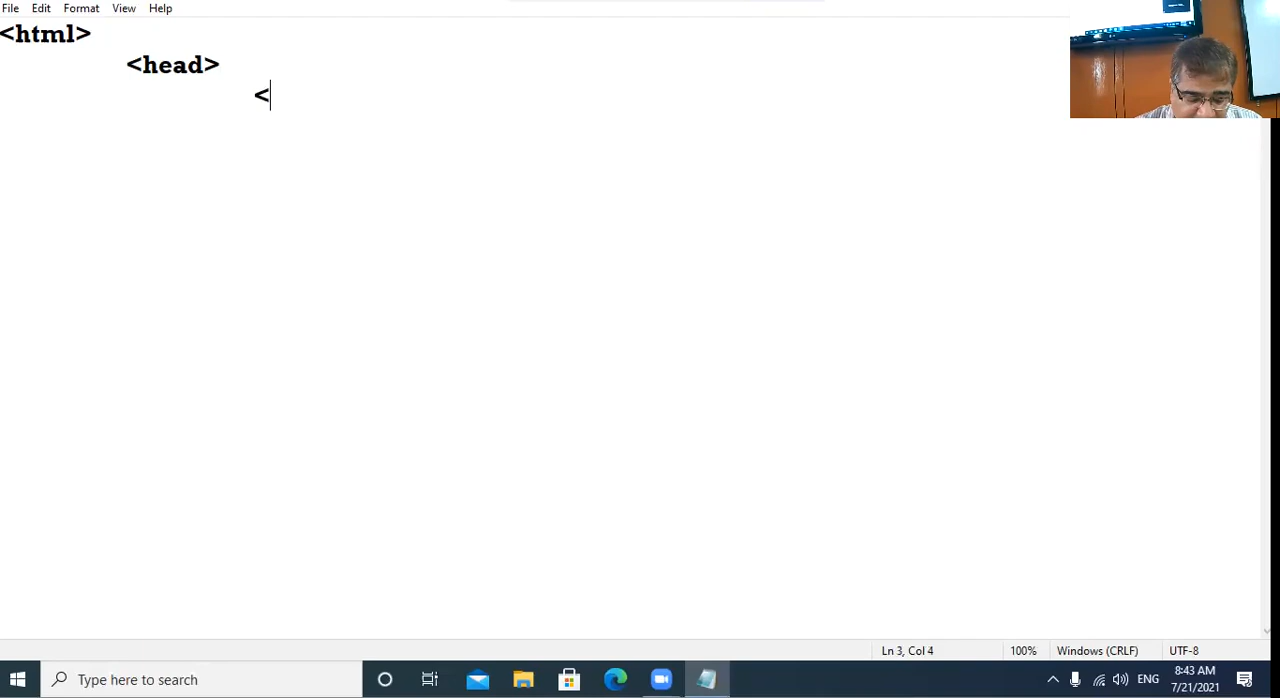 File Edit Format View Help
<html>
<head>
<
Ln 3, Col 4 100% Windows (CRLF) UTF-8
Type here to search
ENG
8:43 AM
7/21/2021